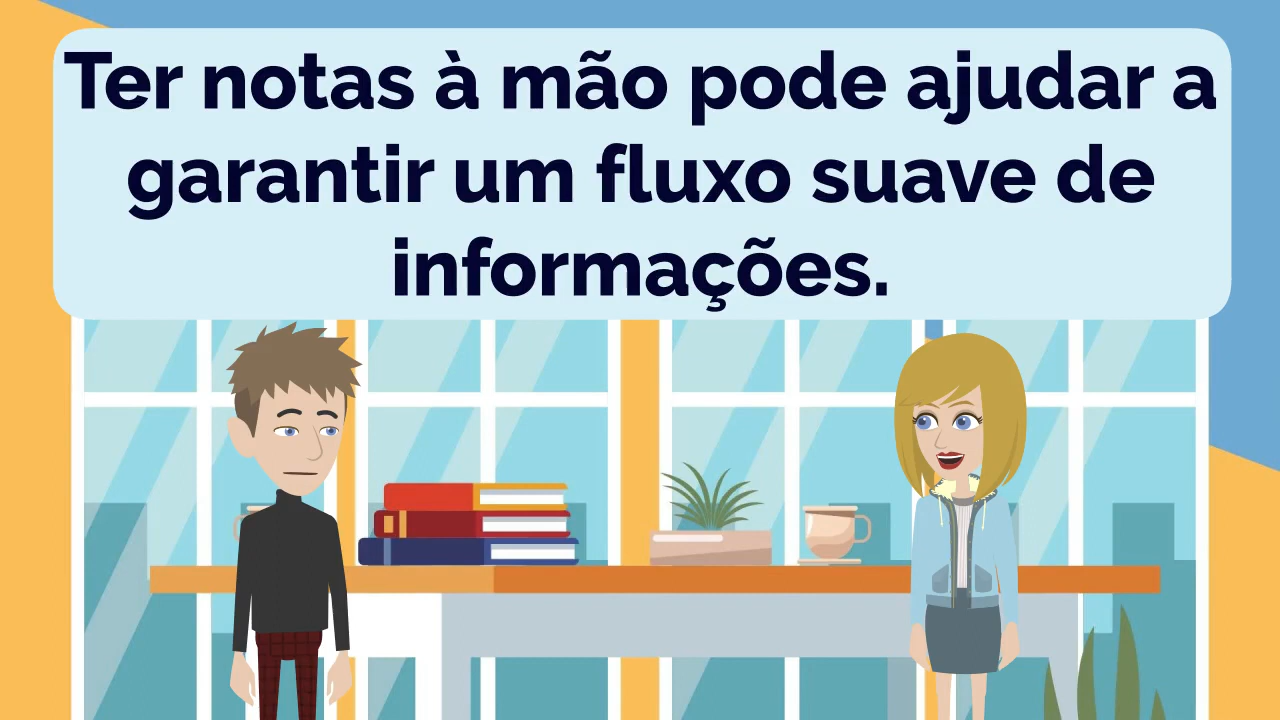 Ter notas à mão pode ajudar a
garantir um fluxo suave de
informações.